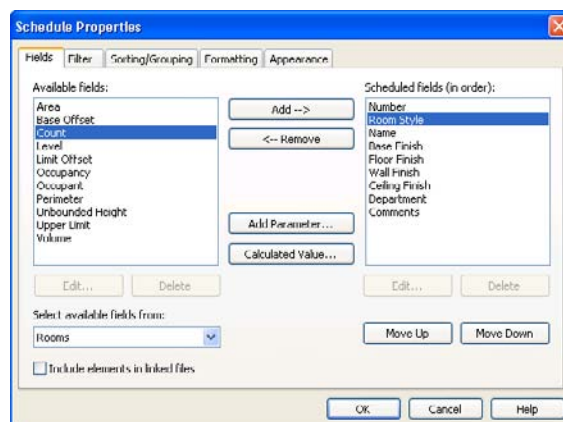 Schedule Properties
Fields Filter Sorting/Grouping Formatting Appearance
Available fields:
Area
Base Offset
Count
Level
Limit Offset
Occupancy
Occupant
Perimeter
Unbounded Height
Upper Limit
Volume
Add -->
<-- Remove
Add Parameter...
Calculated Value...
Scheduled fields (in order):
Number
Room Style
Name
Base Finish
Floor Finish
Wall Finish
Ceiling Finish
Department
Comments
Edit... Delete
Edit... Delete
Select available fields from:
Rooms
Move Up Move Down
Include elements in linked files
OK Cancel Help